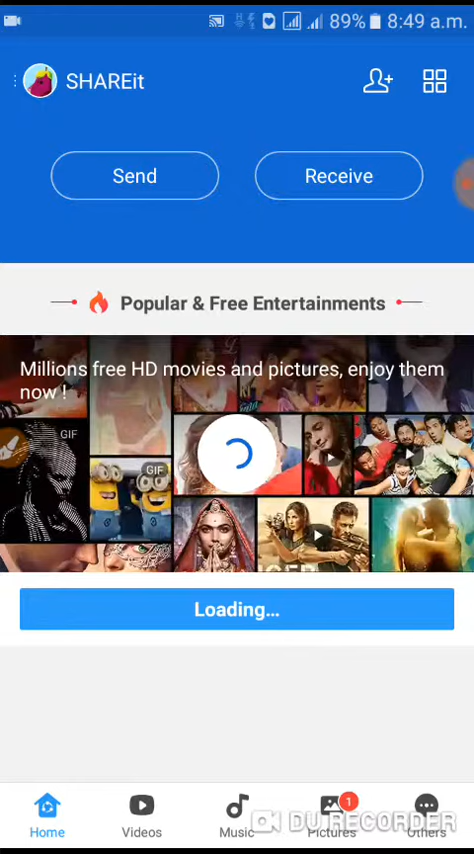 89% 8:49 a.m.
SHAREit
Send
Receive
Popular & Free Entertainments
Millions free HD movies and pictures, enjoy them
now !
GIF
GIF
Loading...
1
Home
Videos
Music
Pictures
Others
DU RECORDER